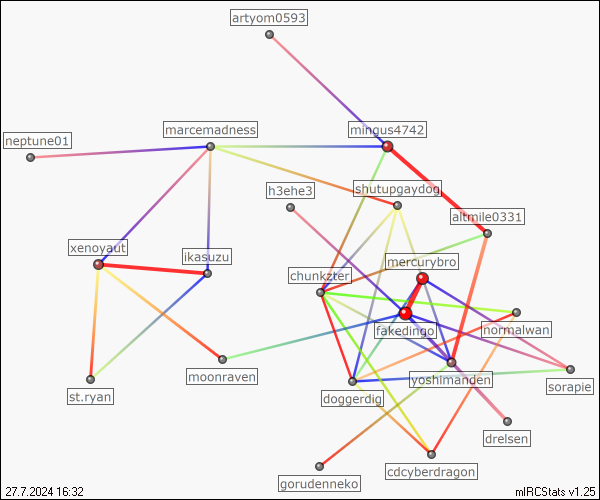 artyom0593
marcemadness
mingus4742
neptune01
h3ehe3
shutupgaydog
altmile0331
xenoyaut
ikasuzu
mercurybro
chunkzter
fakedingo
normalwan
moonraven
yoshimanden
st.ryan
doggerdig
sorapie
drelsen
cdcyberdragon
gorudenneko
27.7.2024 16:32
mIRCStats v1.25